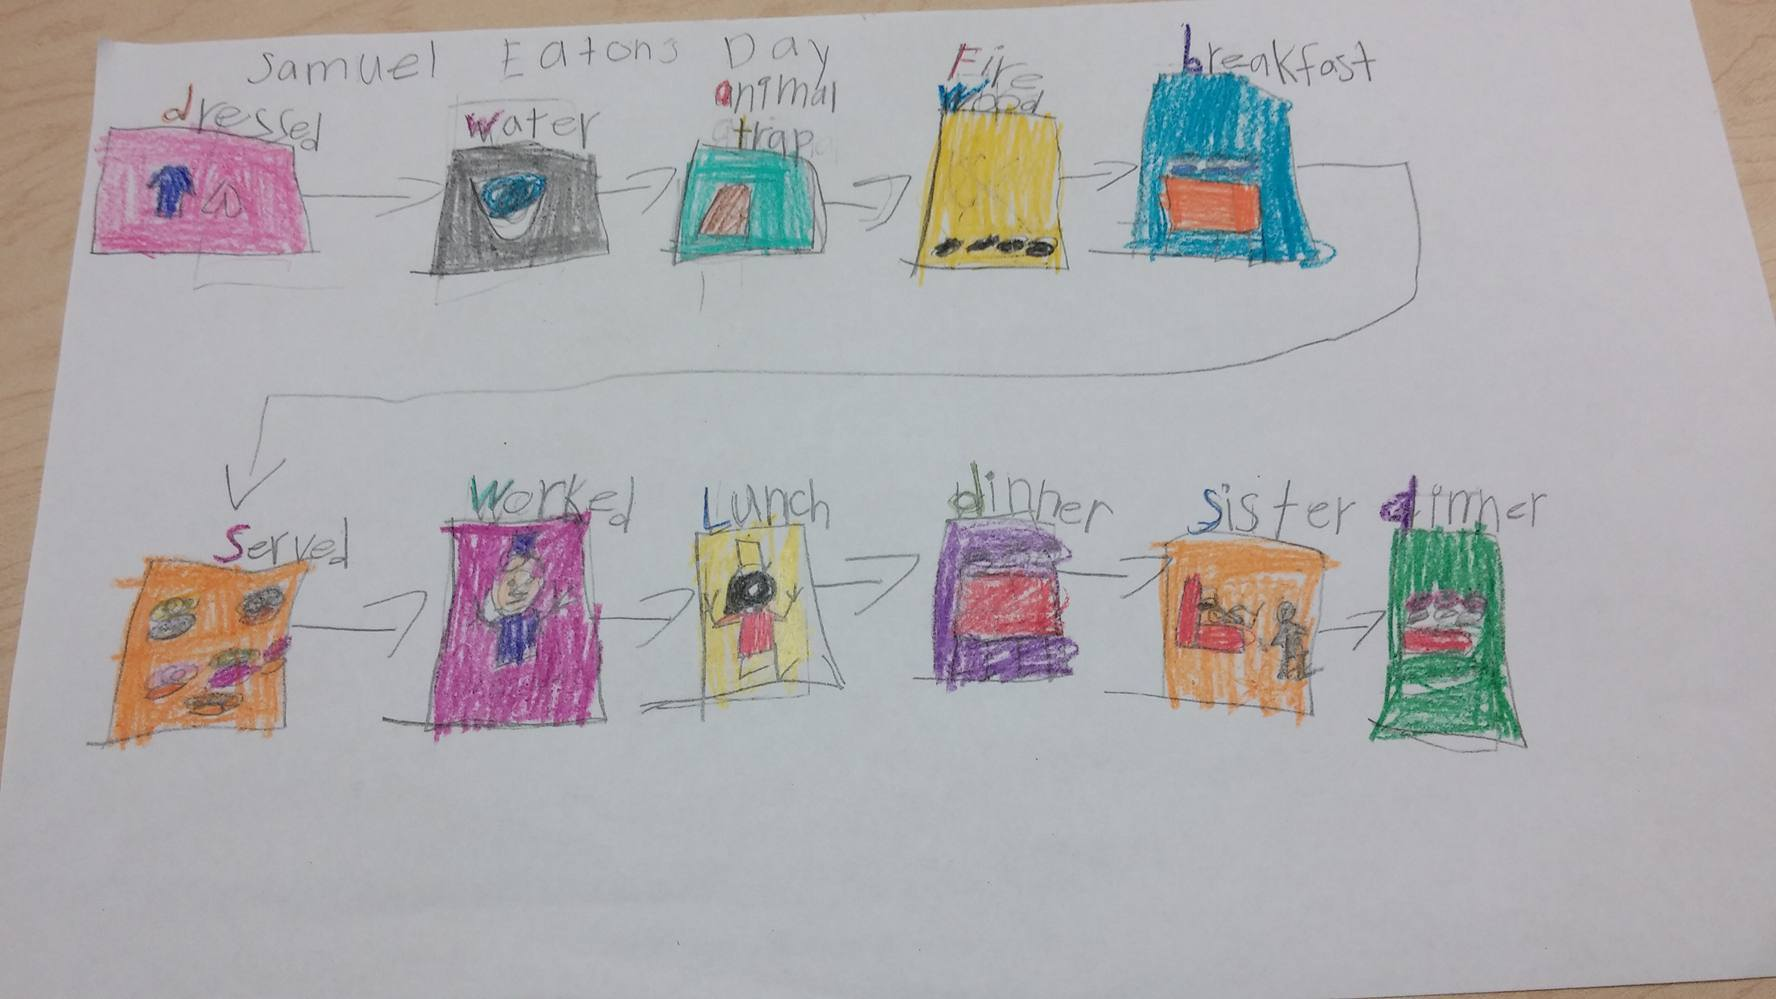 Samuel Eatons Day
dressed
water
animal
trap
Fire
Wood
breakfast
Served
Worked
Lunch
dinner
Sister
dinner